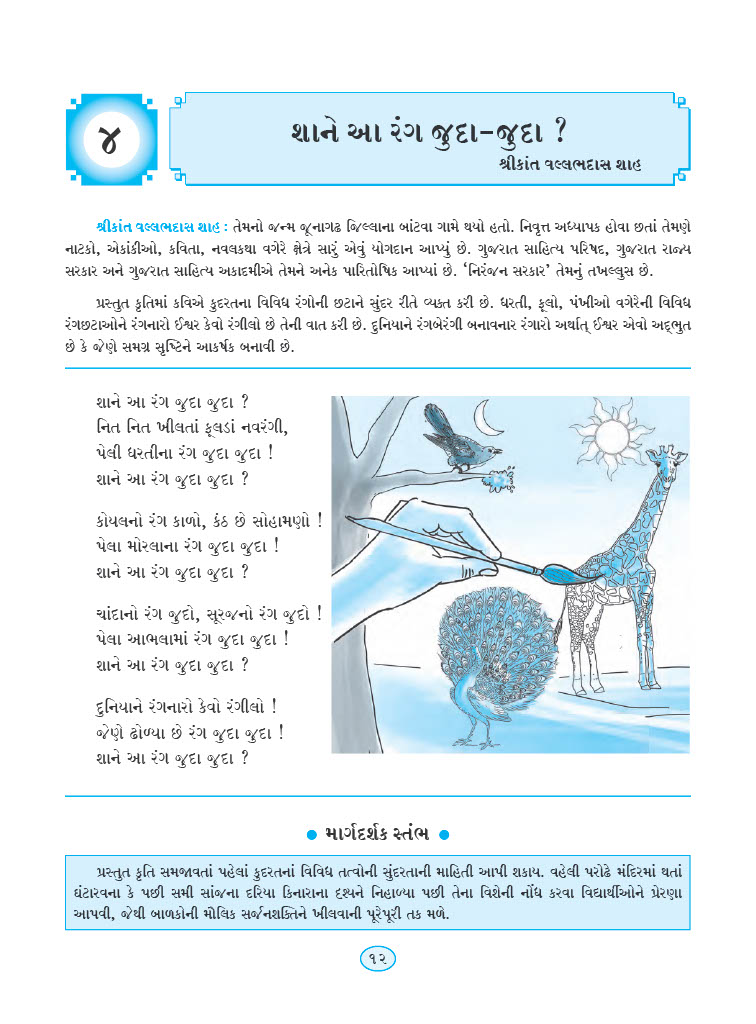 ૪
શાને આ રંગ જુદા-જુદા ?
શ્રીકાંત વલ્લભદાસ શાહ
શ્રીકાંત વલ્લભદાસ શાહ : તેમનો જન્મ જૂનાગઢ જિલ્લાના બાંટવા ગામે થયો હતો. નિવૃત્ત અધ્યાપક હોવા છતાં તેમણે
નાટકો, એકાંકીઓ, કવિતા, નવલકથા વગેરે ક્ષેત્રે સારું એવું યોગદાન આપ્યું છે. ગુજરાત સાહિત્ય પરિષદ, ગુજરાત રાજ્ય
સરકાર અને ગુજરાત સાહિત્ય અકાદમીએ તેમને અનેક પારિતોષિક આપ્યાં છે. ‘નિરંજન સરકાર’ તેમનું તખલ્લુસ છે.
પ્રસ્તુત કૃતિમાં કવિએ કુદરતના વિવિધ રંગોની છટાને સુંદર રીતે વ્યક્ત કરી છે. ધરતી, ફૂલો, પંખીઓ વગેરેની વિવિધ
રંગછટાઓને રંગનારો ઈશ્વર કેવો રંગીલો છે તેની વાત કરી છે. દુનિયાને રંગબેરંગી બનાવનાર રંગારો અર્થાત્ ઈશ્વર એવો અદ્ભુત
છે કે જેણે સમગ્ર સૃષ્ટિને આકર્ષક બનાવી છે.
શાને આ રંગ જુદા જુદા ?
નિત નિત ખીલતાં ફૂલડાં નવરંગી,
પેલી ધરતીના રંગ જુદા જુદા !
શાને આ રંગ જુદા જુદા ?
કોયલનો રંગ કાળો, કંઠ છે સોહામણો !
પેલા મોરલાના રંગ જુદા જુદા !
શાને આ રંગ જુદા જુદા ?
ચાંદાનો રંગ જુદો, સૂરજનો રંગ જુદો !
પેલા આભલામાં રંગ જુદા જુદા !
શાને આ રંગ જુદા જુદા ?
દુનિયાને રંગનારો કેવો રંગીલો !
જેણે ઢોળ્યા છે રંગ જુદા જુદા !
શાને આ રંગ જુદા જુદા ?
● માર્ગદર્શક સ્તંભ ●
પ્રસ્તુત કૃતિ સમજાવતાં પહેલાં કુદરતનાં વિવિધ તત્વોની સુંદરતાની માહિતી આપી શકાય. વહેલી પરોઢે મંદિરમાં થતાં
ઘંટારવના કે પછી સમી સાંજના દરિયા કિનારાના દૃશ્યને નિહાળ્યા પછી તેના વિશેની નોંધ કરવા વિદ્યાર્થીઓને પ્રેરણા
આપવી, જેથી બાળકોની મૌલિક સર્જનશક્તિને ખીલવાની પૂરેપૂરી તક મળે.
૧૨